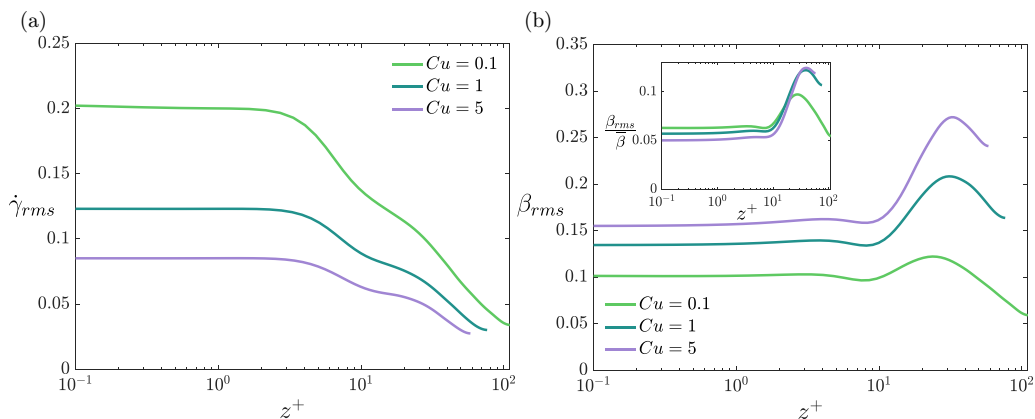 (a)
0.25
0.2
0.15
0.1
0.05
0
γ̇rms
Cu = 0.1
Cu = 1
Cu = 5
10⁻¹ 10⁰ 10¹ 10²
z⁺
(b)
0.35
0.3
0.25
0.2
0.15
0.1
0.05
0
βrms
0.1
0.05
0
βrms
β̅
10⁻¹ 10⁰ 10¹ 10²
z⁺
Cu = 0.1
Cu = 1
Cu = 5
10⁻¹ 10⁰ 10¹ 10²
z⁺